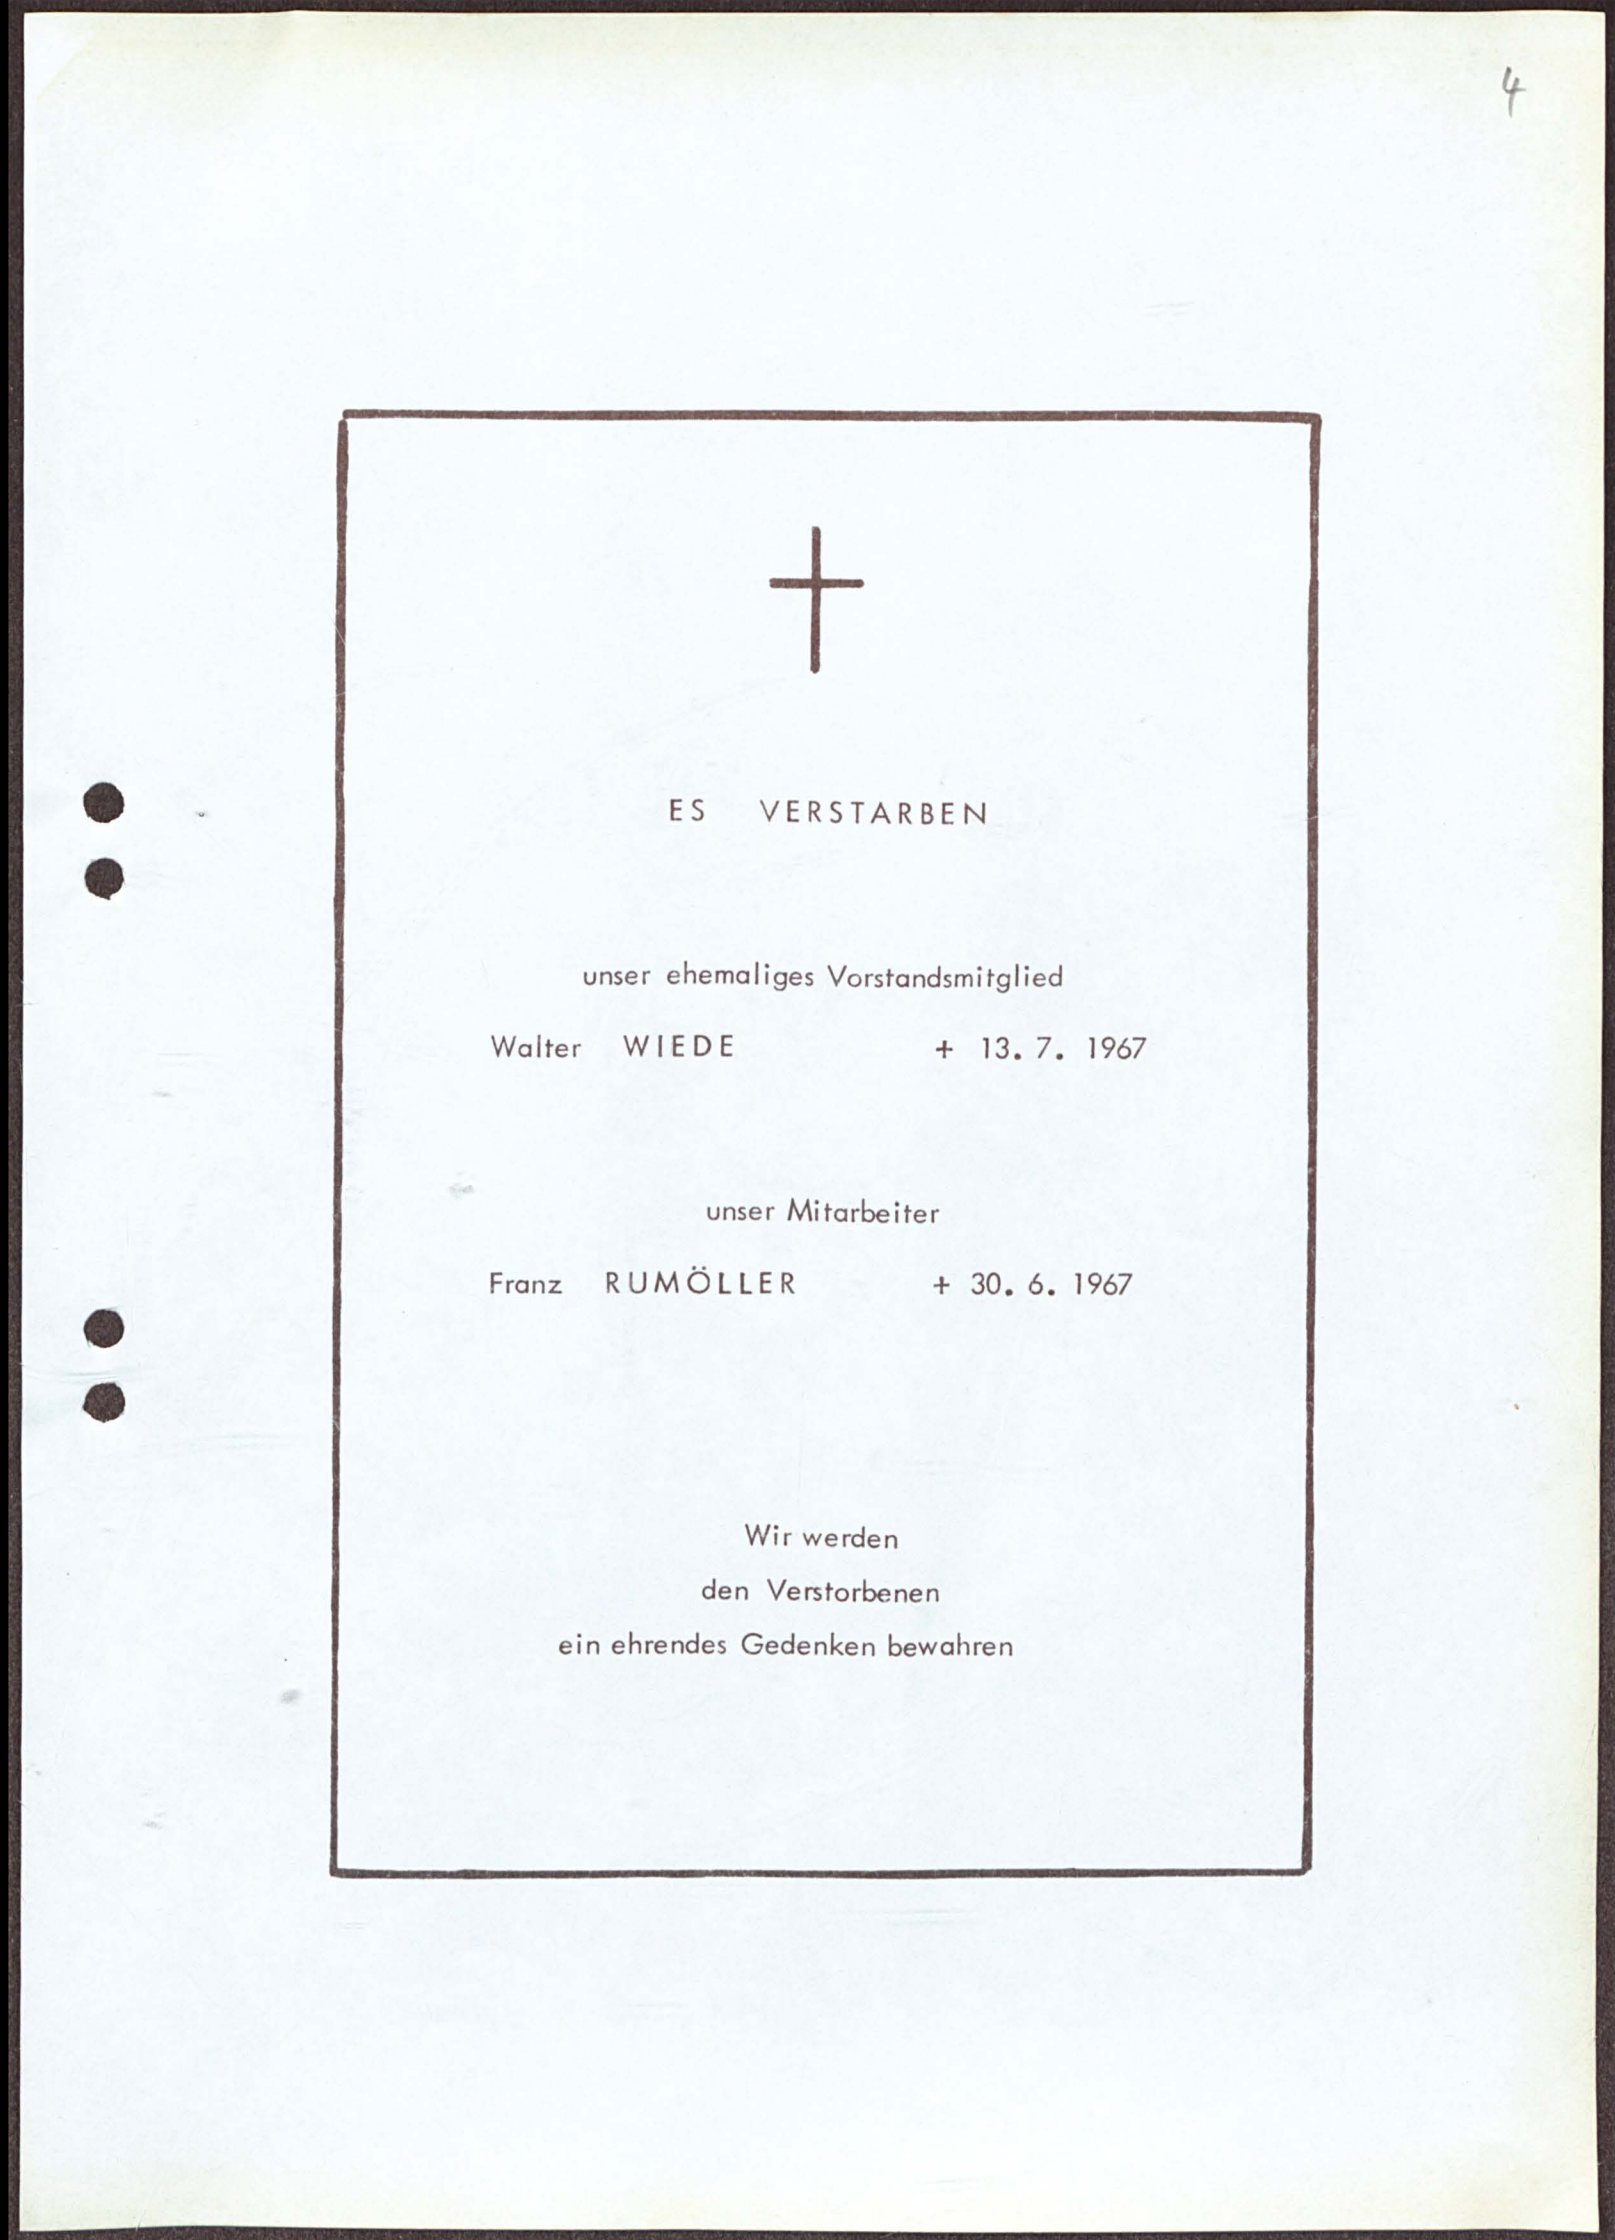 4
ES VERSTARBEN
unser ehemaliges Vorstandsmitglied
Walter WIEDE + 13. 7. 1967
unser Mitarbeiter
Franz RUMÖLLER + 30. 6. 1967
Wir werden
den Verstorbenen
ein ehrendes Gedenken bewahren